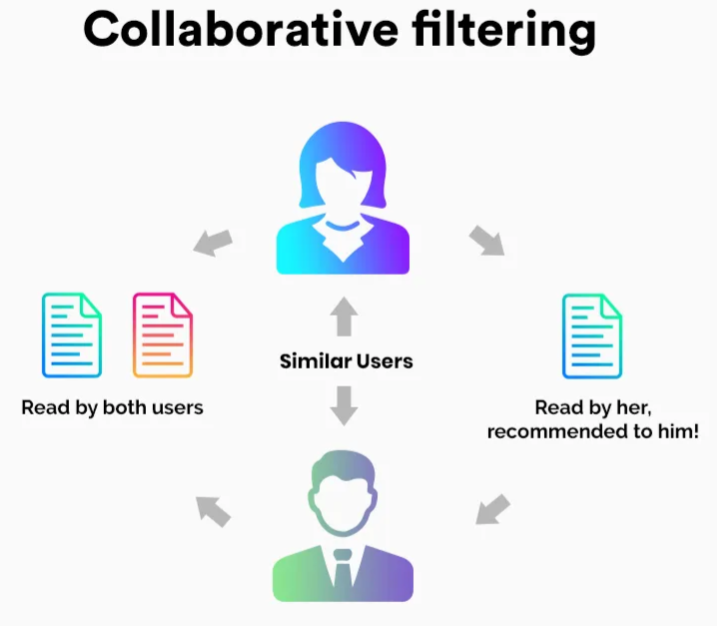 Collaborative filtering
Similar Users
Read by both users
Read by her,
recommended to him!